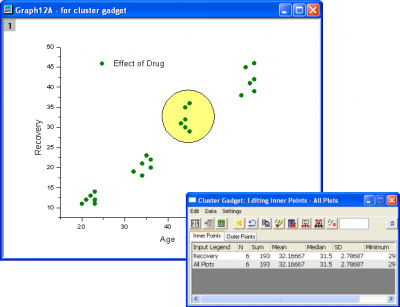 Graph12A - for cluster gadget
1
Effect of Drug
50
45
40
35
30
25
20
15
10
Recovery
20
30
40
Age
Cluster Gadget: Editing Inner Points - All Plots
Edit Data Settings
Inner Points Outer Points
Input Legend N Sum Mean Median SD Minimum
Recovery 6 193 32.16667 31.5 2.78687 29
All Plots 6 193 32.16667 31.5 2.78687 29